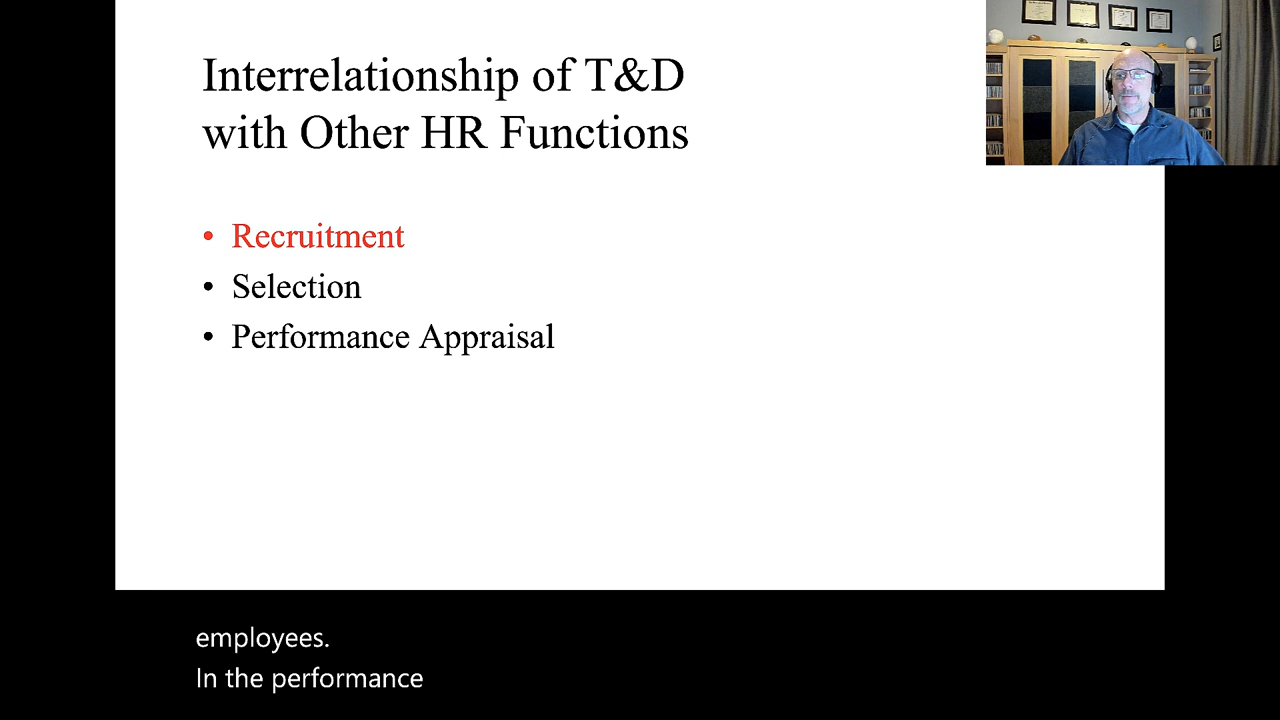 Interrelationship of T&D
with Other HR Functions
• Recruitment
• Selection
• Performance Appraisal
employees.
In the performance